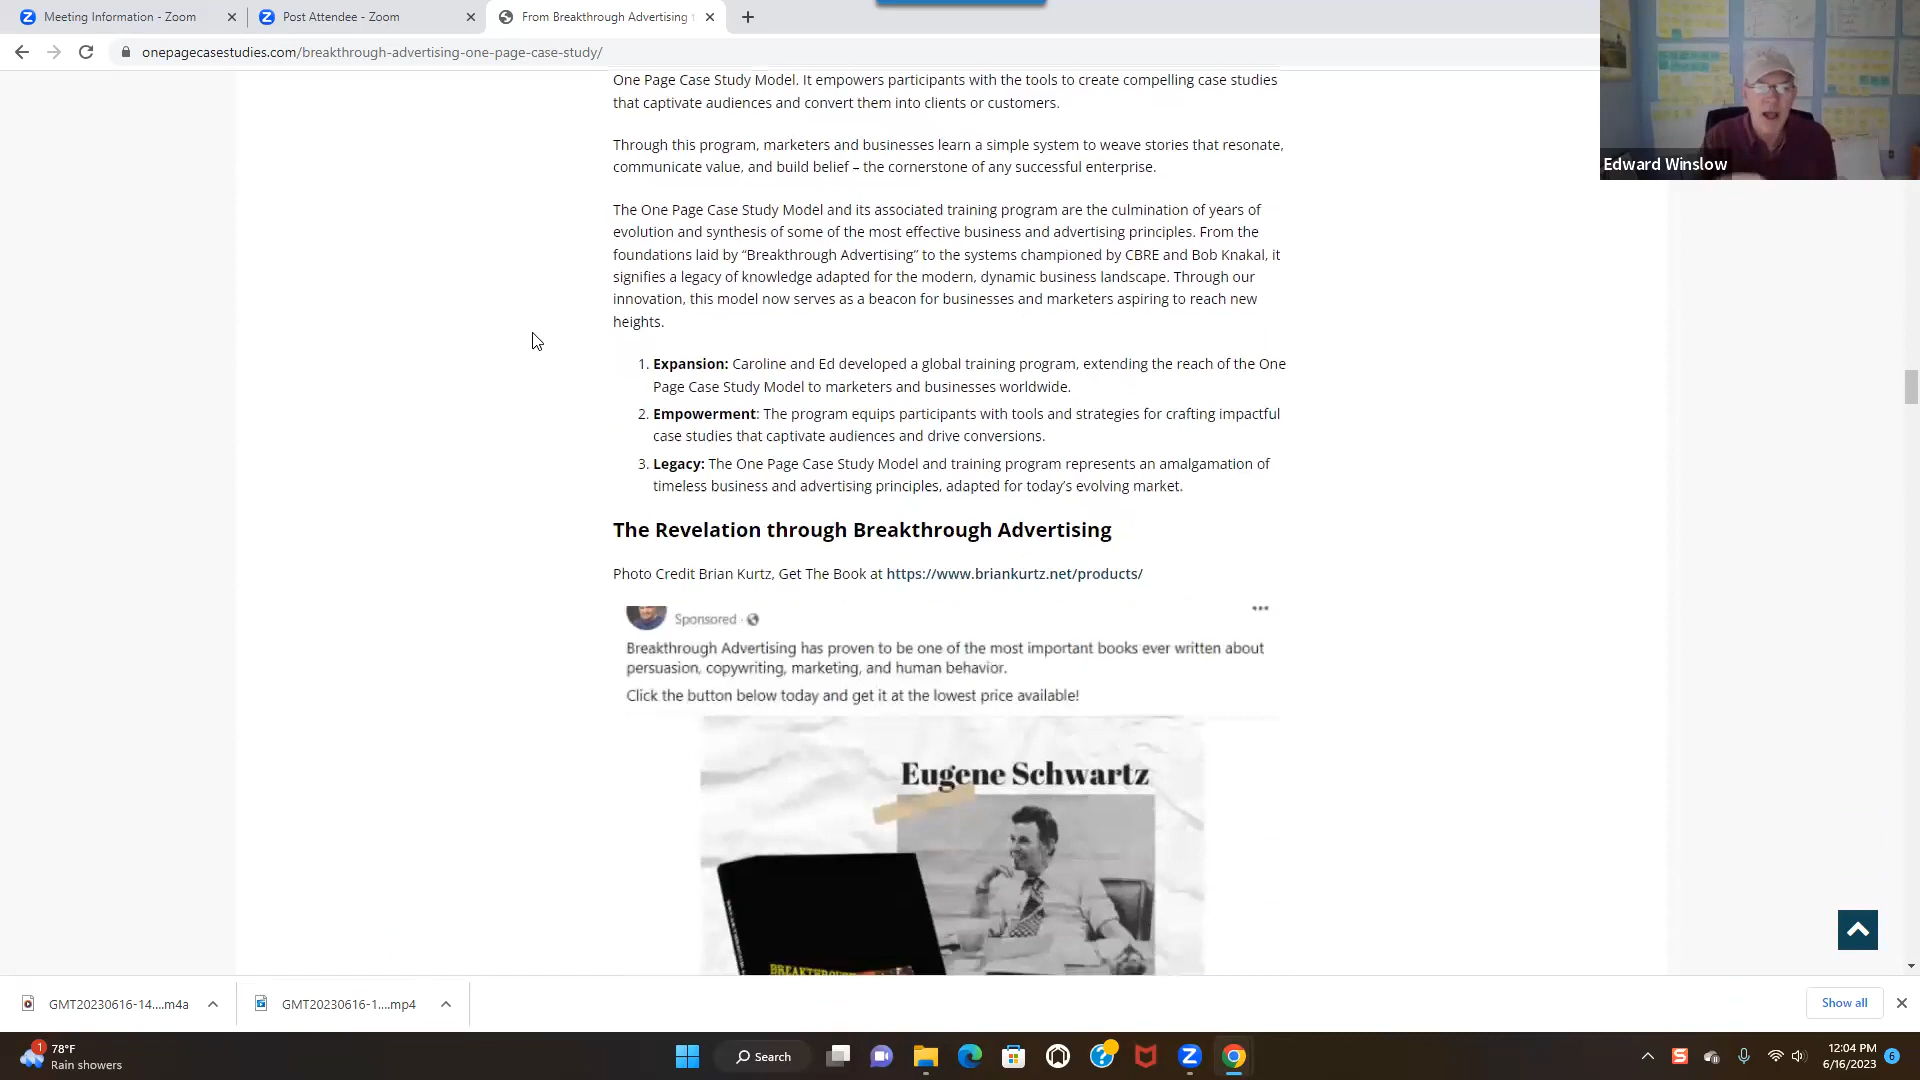 Meeting Information - Zoom
Post Attendee - Zoom
From Breakthrough Advertising
onepagecasestudies.com/breakthrough-advertising-one-page-case-study/
One Page Case Study Model. It empowers participants with the tools to create compelling case studies
that captivate audiences and convert them into clients or customers.
Through this program, marketers and businesses learn a simple system to weave stories that resonate,
communicate value, and build belief – the cornerstone of any successful enterprise.
The One Page Case Study Model and its associated training program are the culmination of years of
evolution and synthesis of some of the most effective business and advertising principles. From the
foundations laid by “Breakthrough Advertising” to the systems championed by CBRE and Bob Knakal, it
signifies a legacy of knowledge adapted for the modern, dynamic business landscape. Through our
innovation, this model now serves as a beacon for businesses and marketers aspiring to reach new
heights.
1. Expansion: Caroline and Ed developed a global training program, extending the reach of the One
Page Case Study Model to marketers and businesses worldwide.
2. Empowerment: The program equips participants with tools and strategies for crafting impactful
case studies that captivate audiences and drive conversions.
3. Legacy: The One Page Case Study Model and training program represents an amalgamation of
timeless business and advertising principles, adapted for today’s evolving market.
The Revelation through Breakthrough Advertising
Photo Credit Brian Kurtz, Get The Book at https://www.briankurtz.net/products/
Sponsored ·
Breakthrough Advertising has proven to be one of the most important books ever written about
persuasion, copywriting, marketing, and human behavior.
Click the button below today and get it at the lowest price available!
Eugene Schwartz
Edward Winslow
GMT20230616-14....m4a
GMT20230616-1....mp4
Show all
1
78°F
Rain showers
Search
12:04 PM
6/16/2023
6